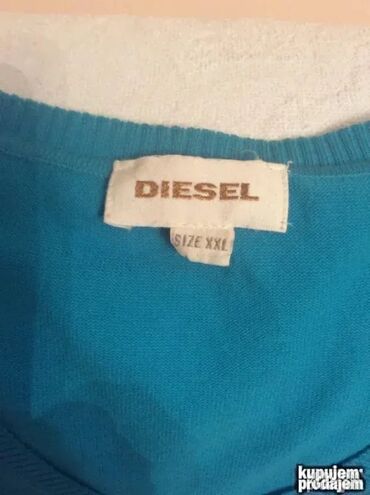 DIESEL
SIZE XXL
kupujem
prodajem